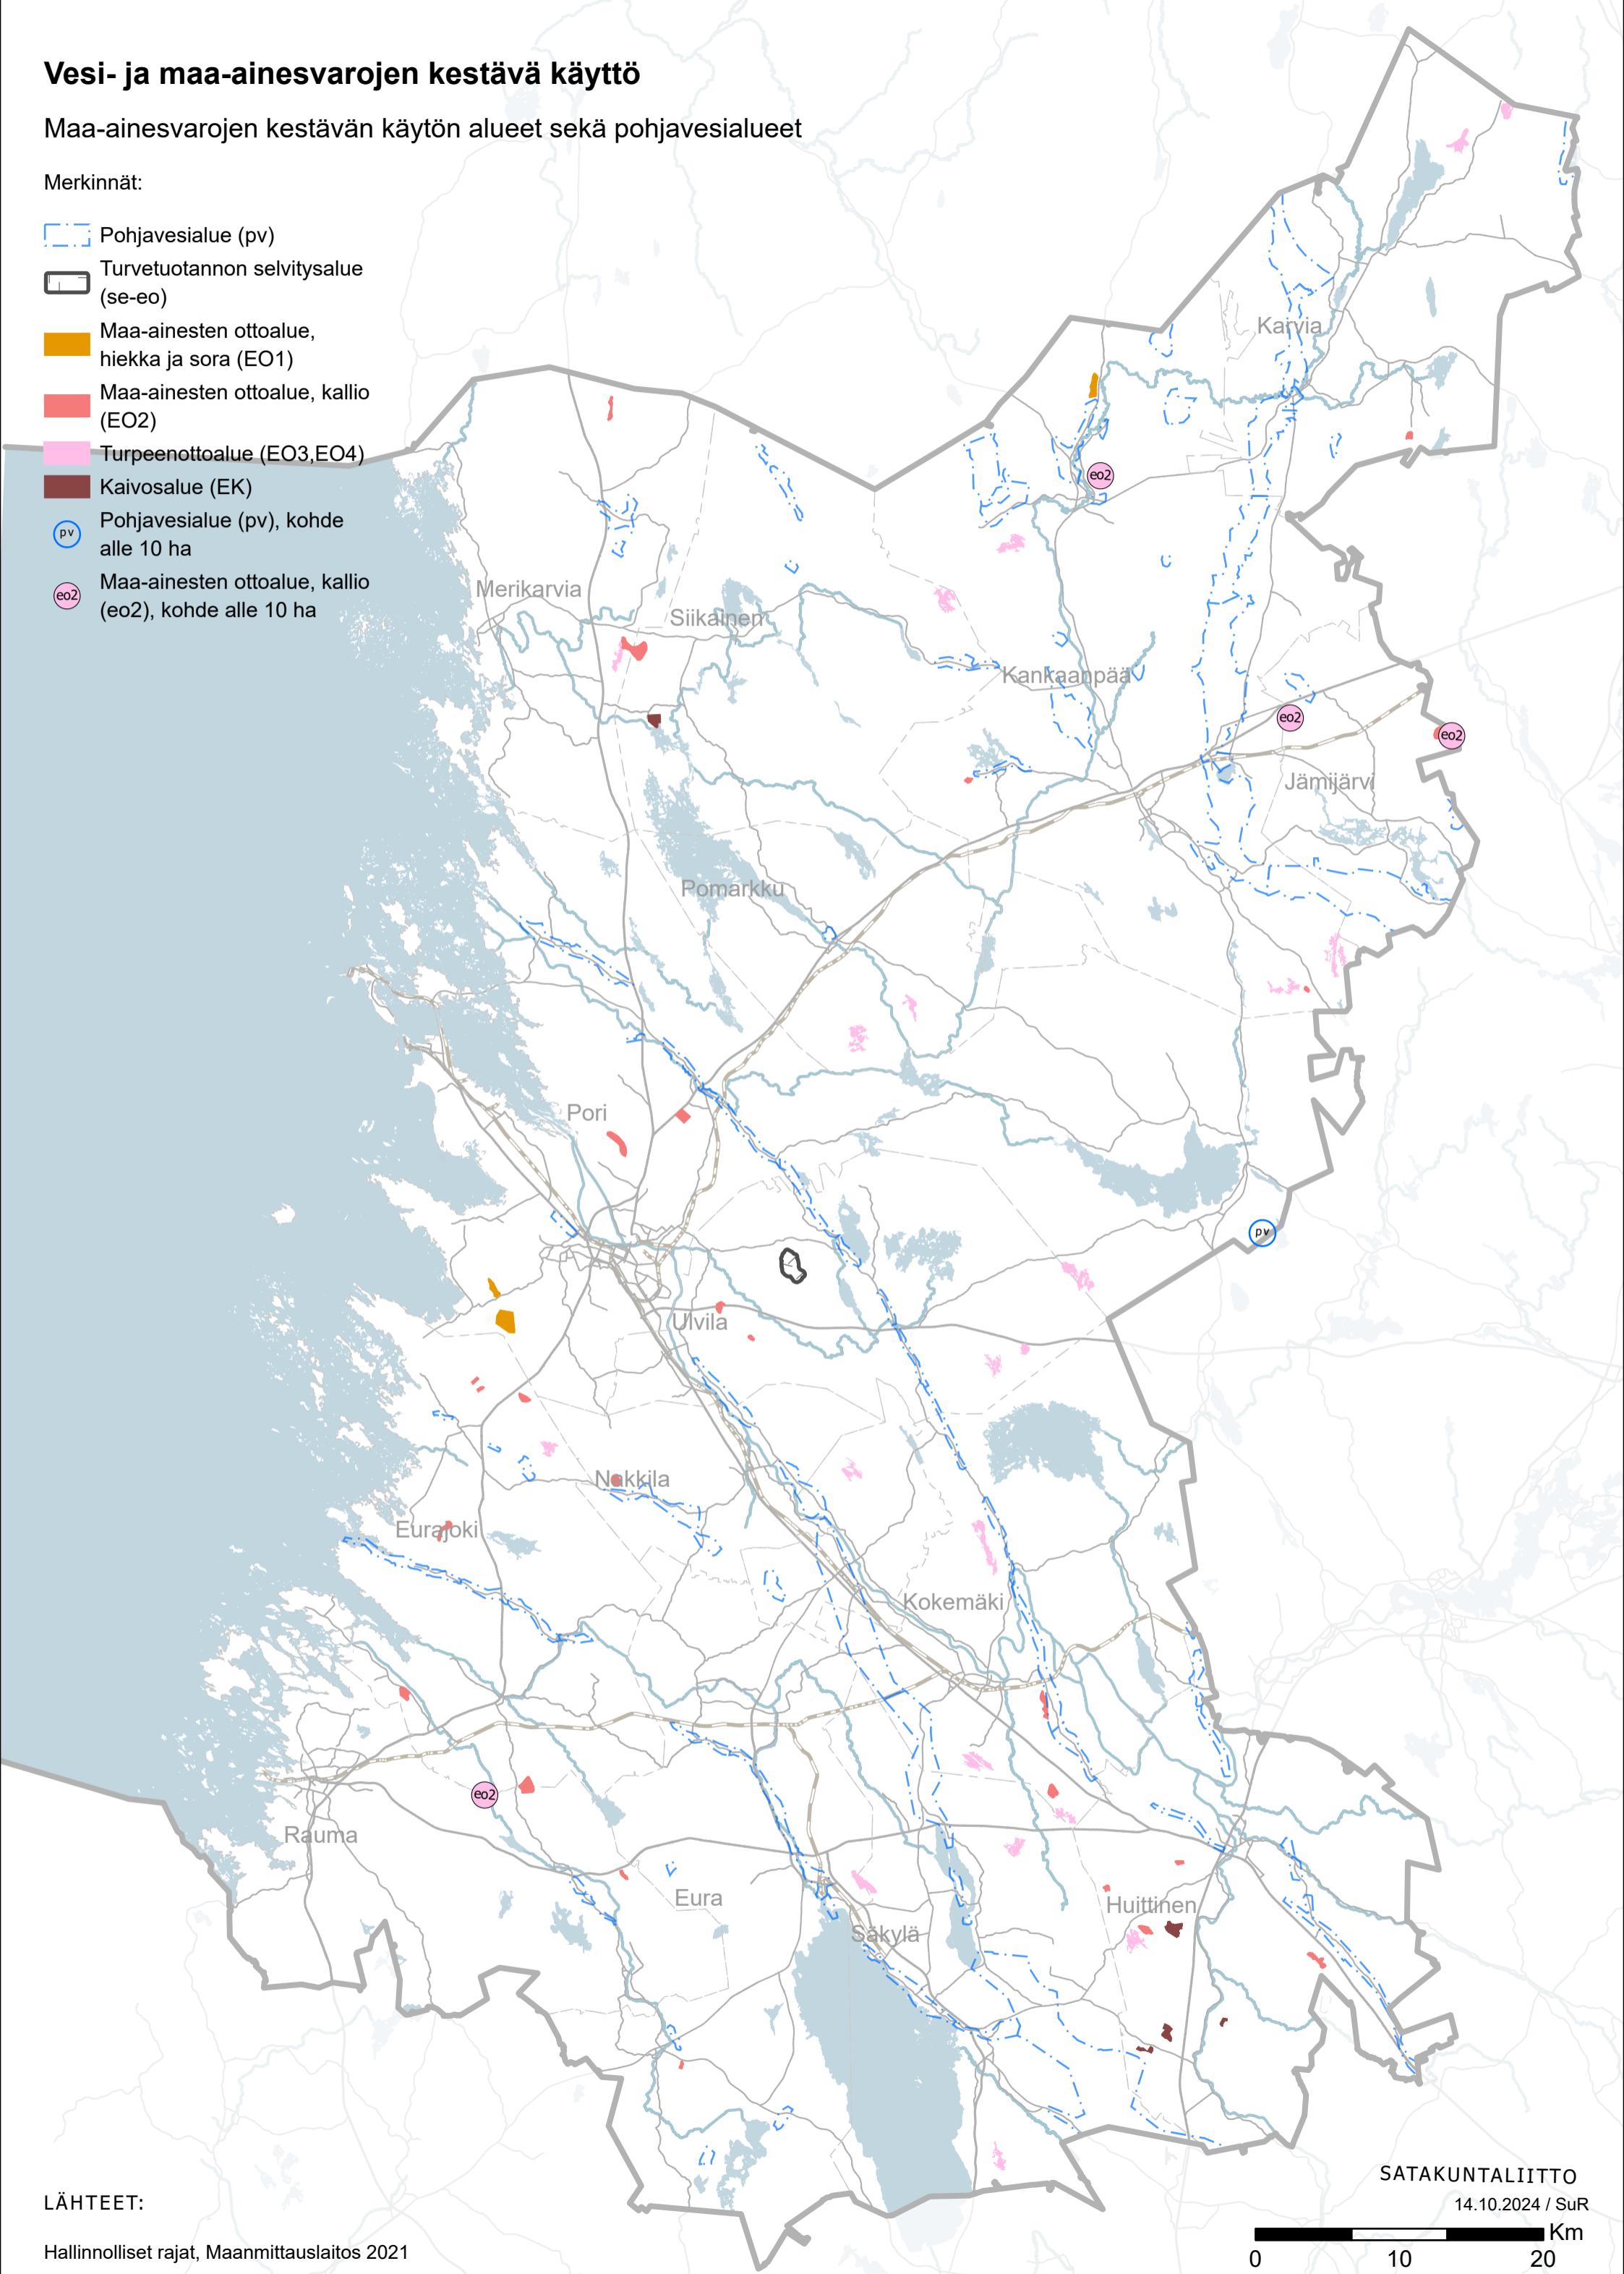 Vesi- ja maa-ainesvarojen kestävä käyttö
Maa-ainesvarojen kestävän käytön alueet sekä pohjavesialueet
Merkinnät:
Pohjavesialue (pv)
Turvetuotannon selvitysalue
(se-eo)
Maa-ainesten ottoalue,
hiekka ja sora (EO1)
Maa-ainesten ottoalue, kallio
(EO2)
Turpeenottoalue (EO3,EO4)
Kaivosalue (EK)
pv
Pohjavesialue (pv), kohde
alle 10 ha
eo2
Maa-ainesten ottoalue, kallio
(eo2), kohde alle 10 ha
Karvia
eo2
Merikarvia
Siikainen
Kankaanpää
eo2
eo2
Jämijärvi
Pomarkku
Pori
pv
Ulvila
Nakkila
Eurajoki
Kokemäki
eo2
Rauma
Eura
Huittinen
Säkylä
SATAKUNTALIITTO
14.10.2024 / SuR
Km
0 10 20
LÄHTEET:
Hallinnolliset rajat, Maanmittauslaitos 2021